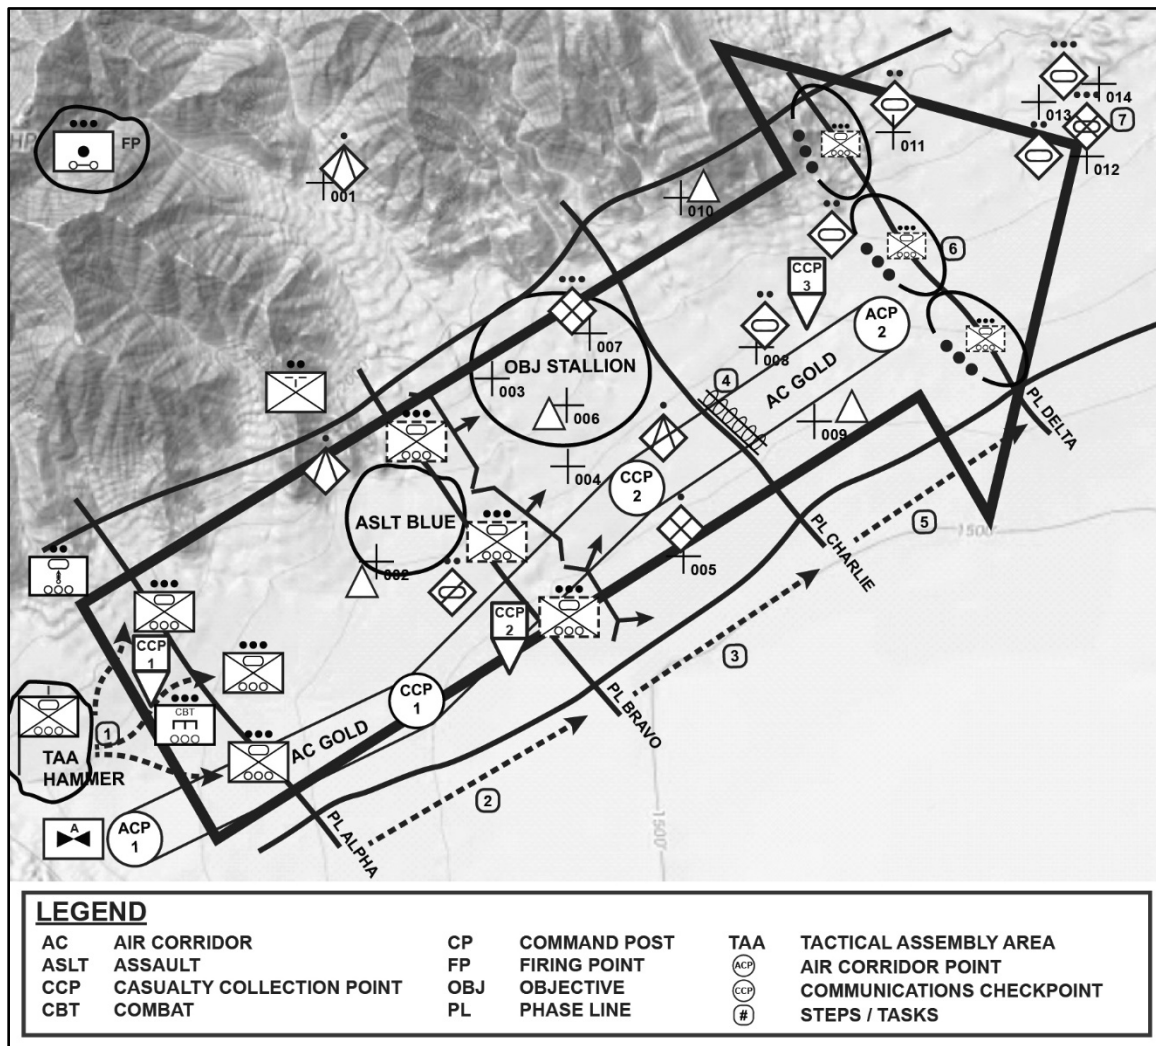 HP
FP
001
010
011
013
014
7
012
6
CCP
3
ACP
2
007
OBJ STALLION
003
008
AC GOLD
4
006
009
PL DELTA
004
CCP
2
ASLT BLUE
5
1500'
PL CHARLIE
002
005
CCP
2
CCP
1
3
CCP
1
PL BRAVO
CBT
1
AC GOLD
TAA
HAMMER
2
A
ACP
1
PL ALPHA
1500'
LEGEND
AC AIR CORRIDOR
ASLT ASSAULT
CCP CASUALTY COLLECTION POINT
CBT COMBAT
CP COMMAND POST
FP FIRING POINT
OBJ OBJECTIVE
PL PHASE LINE
TAA TACTICAL ASSEMBLY AREA
ACP AIR CORRIDOR POINT
CCP COMMUNICATIONS CHECKPOINT
# STEPS / TASKS